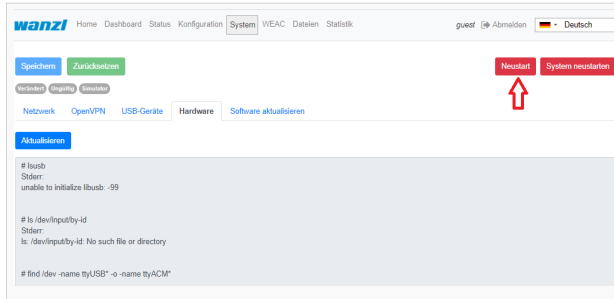 wanzl Home Dashboard Status Konfiguration System WEAC Dateien Statistik guest Abmelden Deutsch
Speichern Zurücksetzen Neustart System neustarten
Verändert Ungültig Simulator
Netzwerk OpenVPN USB-Geräte Hardware Software aktualisieren
Aktualisieren
# lsusb
Stderr:
unable to initialize libusb: -99
# ls /dev/input/by-id
Stderr:
ls: /dev/input/by-id: No such file or directory
# find /dev -name ttyUSB* -o -name ttyACM*